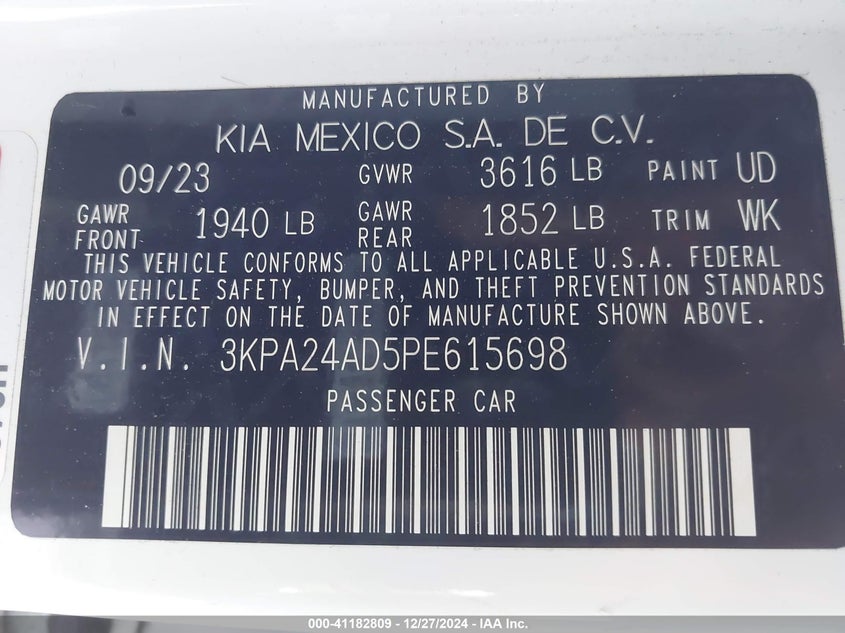 MANUFACTURED BY
KIA MEXICO S.A. DE C.V.
09/23 GVWR 3616 LB PAINT UD
GAWR FRONT 1940 LB GAWR REAR 1852 LB TRIM WK
THIS VEHICLE CONFORMS TO ALL APPLICABLE U.S.A. FEDERAL
MOTOR VEHICLE SAFETY, BUMPER, AND THEFT PREVENTION STANDARDS
IN EFFECT ON THE DATE OF MANUFACTURE SHOWN ABOVE.
V.I.N. 3KPA24AD5PE615698
PASSENGER CAR
000-41182809 - 12/27/2024 - IAA Inc.